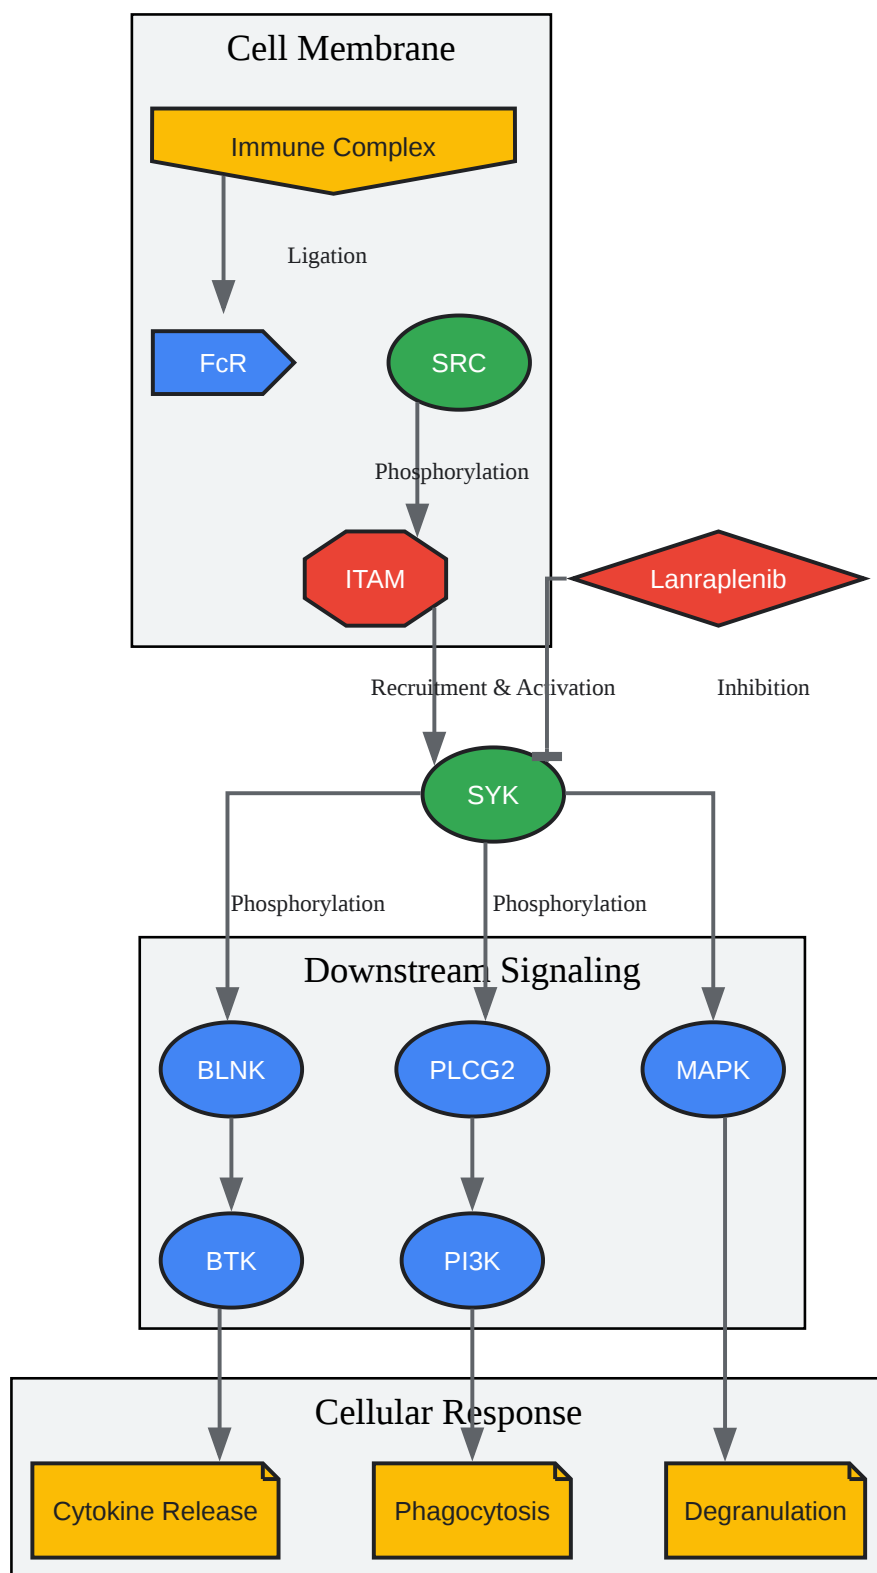 Cell Membrane
Immune Complex
Ligation
FcR
SRC
Phosphorylation
ITAM
Lanraplenib
Recruitment & Activation
Inhibition
SYK
Phosphorylation
Phosphorylation
Downstream Signaling
BLNK
PLCG2
MAPK
BTK
PI3K
Cellular Response
Cytokine Release
Phagocytosis
Degranulation